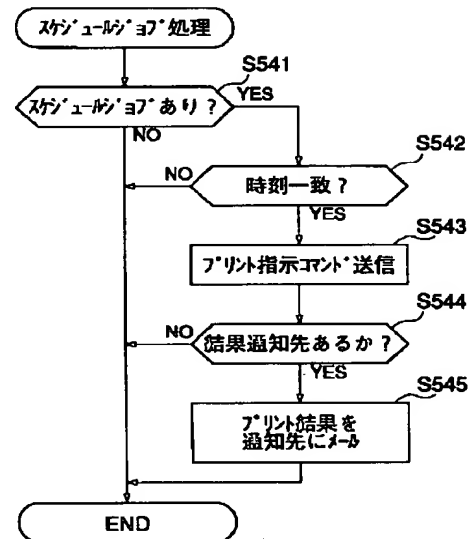 スケジュールジョブ処理
S541
スケジュールジョブあり?
YES
NO
S542
NO
時刻一致?
YES
S543
プリント指示コマンド送信
S544
NO
結果通知先あるか?
YES
S545
プリント結果を
通知先にメール
END